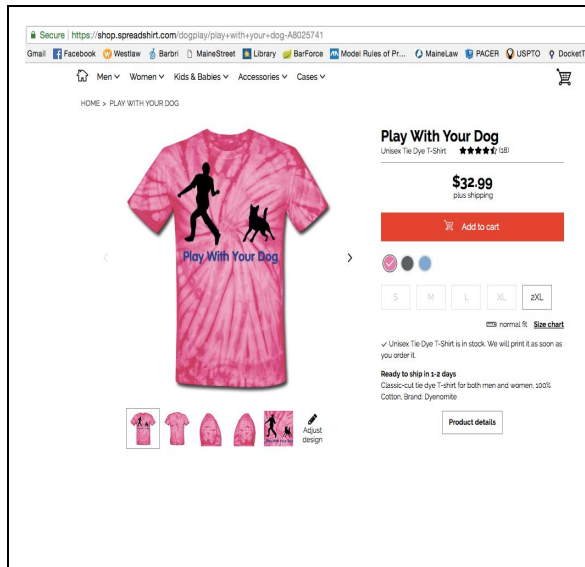 Secure | https://shop.spreadshirt.com/dogplay/play+with+your+dog-A8025741
Gmail Facebook Westlaw Barbri MaineStreet Library BarForce Model Rules of Pr... MaineLaw PACER USPTO DocketT
Men Women Kids & Babies Accessories Cases
HOME > PLAY WITH YOUR DOG
Play With Your Dog
Play With Your Dog
Unisex Tie Dye T-Shirt (18)
$32.99
plus shipping
Add to cart
S M L XL 2XL
normal fit Size chart
✓ Unisex Tie Dye T-Shirt is in stock. We will print it as soon as
you order it.
Ready to ship in 1-2 days
Classic-cut tie dye T-shirt for both men and women, 100%
Cotton, Brand: Dyenomite
Product details
Adjust
design